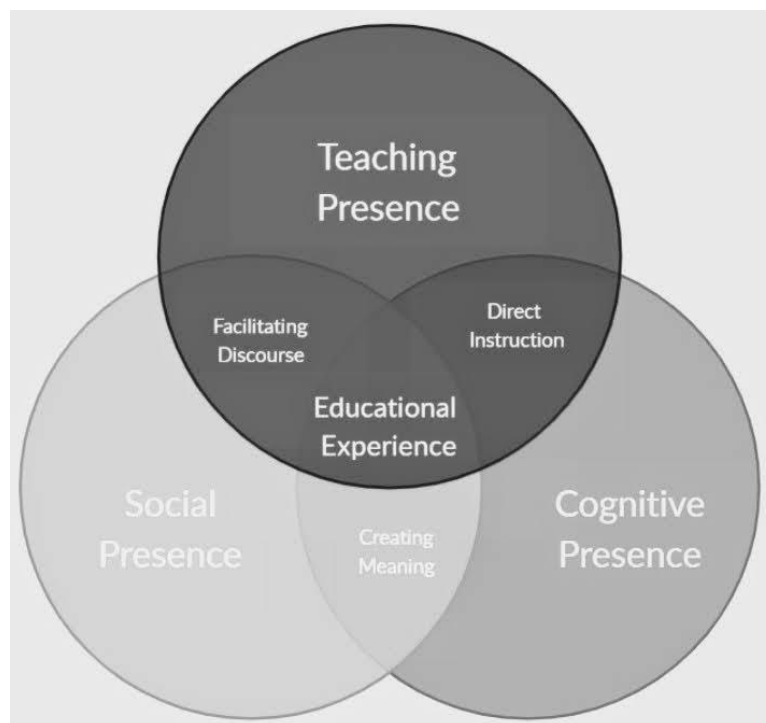 Teaching
Presence
Facilitating
Discourse
Direct
Instruction
Educational
Experience
Social
Presence
Creating
Meaning
Cognitive
Presence